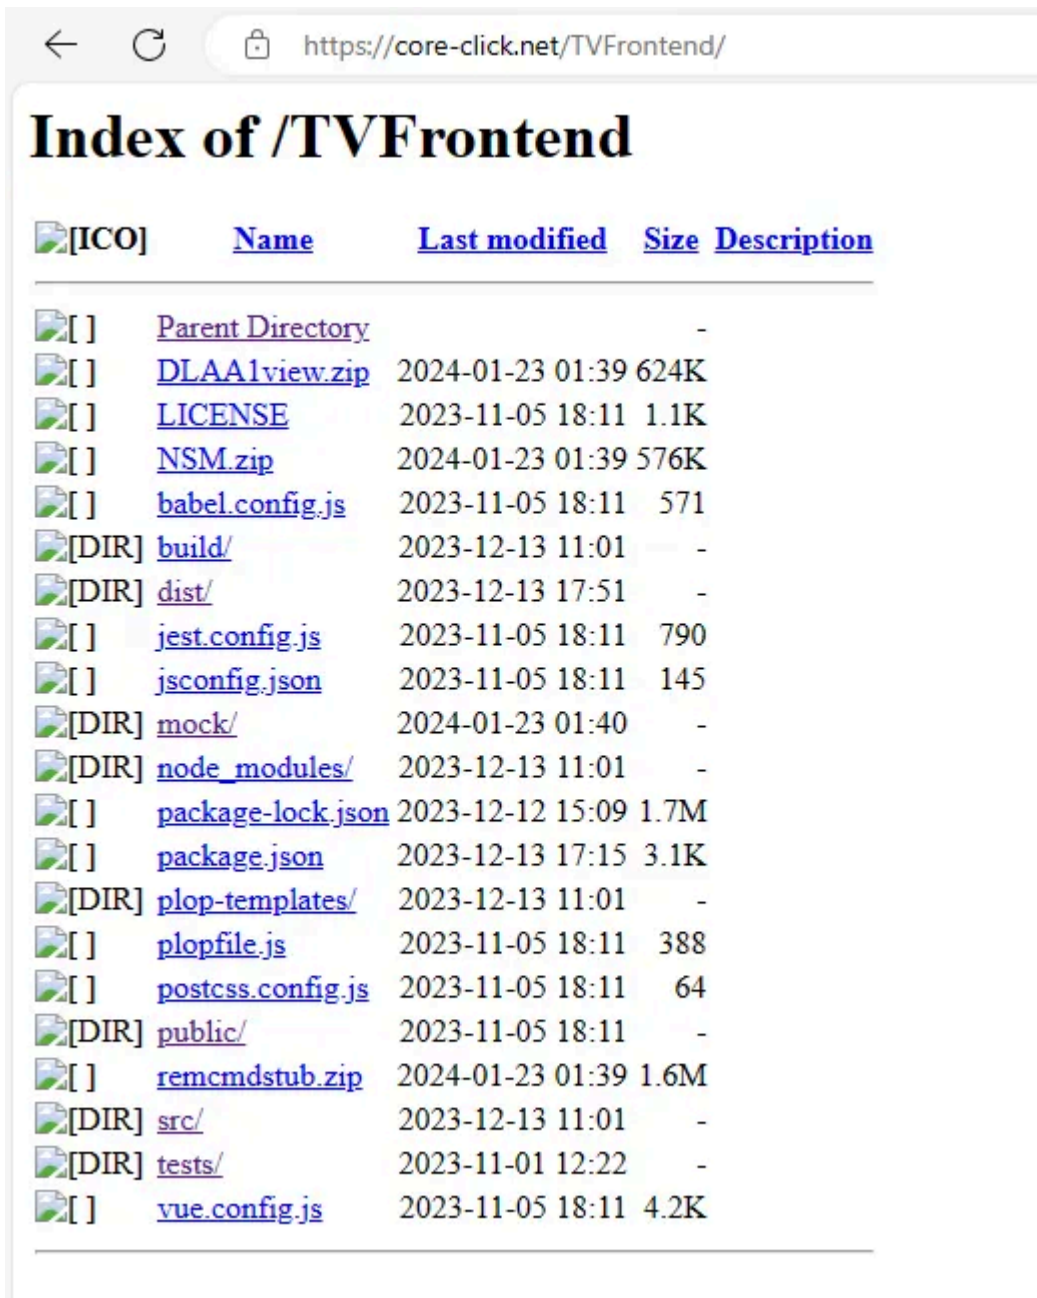 https://core-click.net/TVFrontend/
Index of /TVFrontend
[ICO] Name Last modified Size Description
[ ] Parent Directory -
[ ] DLAA1view.zip 2024-01-23 01:39 624K
[ ] LICENSE 2023-11-05 18:11 1.1K
[ ] NSM.zip 2024-01-23 01:39 576K
[ ] babel.config.js 2023-11-05 18:11 571
[DIR] build/ 2023-12-13 11:01 -
[DIR] dist/ 2023-12-13 17:51 -
[ ] jest.config.js 2023-11-05 18:11 790
[ ] jsconfig.json 2023-11-05 18:11 145
[DIR] mock/ 2024-01-23 01:40 -
[DIR] node_modules/ 2023-12-13 11:01 -
[ ] package-lock.json 2023-12-12 15:09 1.7M
[ ] package.json 2023-12-13 17:15 3.1K
[DIR] plop-templates/ 2023-12-13 11:01 -
[ ] plopfile.js 2023-11-05 18:11 388
[ ] postcss.config.js 2023-11-05 18:11 64
[DIR] public/ 2023-11-05 18:11 -
[ ] remcmdstub.zip 2024-01-23 01:39 1.6M
[DIR] src/ 2023-12-13 11:01 -
[DIR] tests/ 2023-11-01 12:22 -
[ ] vue.config.js 2023-11-05 18:11 4.2K